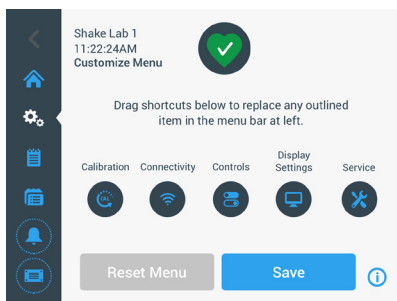 Shake Lab 1
11:22:24AM
Customize Menu
Drag shortcuts below to replace any outlined
item in the menu bar at left.
Calibration
Connectivity
Controls
Display
Settings
Service
CAL
Reset Menu
Save